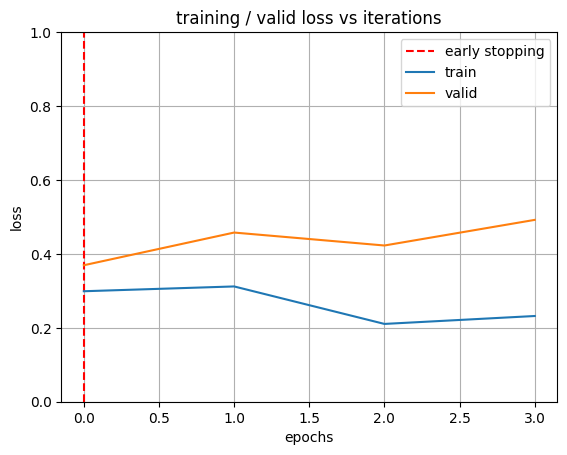 training / valid loss vs iterations
early stopping
train
valid
loss
1.0
0.8
0.6
0.4
0.2
0.0
0.0 0.5 1.0 1.5 2.0 2.5 3.0
epochs